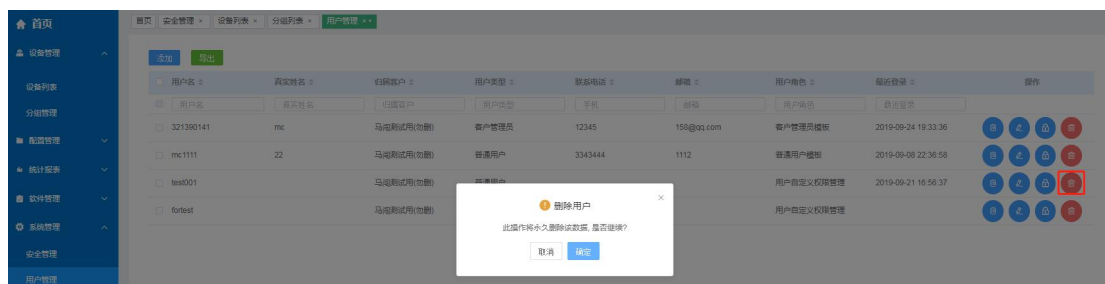 首页
首页 安全管理 × 设备列表 × 分组列表 × 用户管理 ×
设备管理
添加 导出
设备列表
用户名 真实姓名 归属客户 用户类型 联系电话 邮箱 用户角色 最近登录 操作
用户名 真实姓名 归属客户 用户类型 手机 邮箱 用户角色 最近登录
分组管理
321390141 mc 马闯测试用(勿删) 客户管理员 12345 158@qq.com 客户管理员模板 2019-09-24 19:33:36
配置管理
mc1111 22 马闯测试用(勿删) 普通用户 3343444 1112 普通用户模板 2019-09-08 22:36:58
统计报表
test001 马闯测试用(勿删) 普通用户 用户自定义权限管理 2019-09-21 16:56:37
软件管理
fortest 马闯测试用(勿删) 用户自定义权限管理
删除用户 ×
此操作将永久删除该数据, 是否继续?
取消 确定
系统管理
安全管理
用户管理